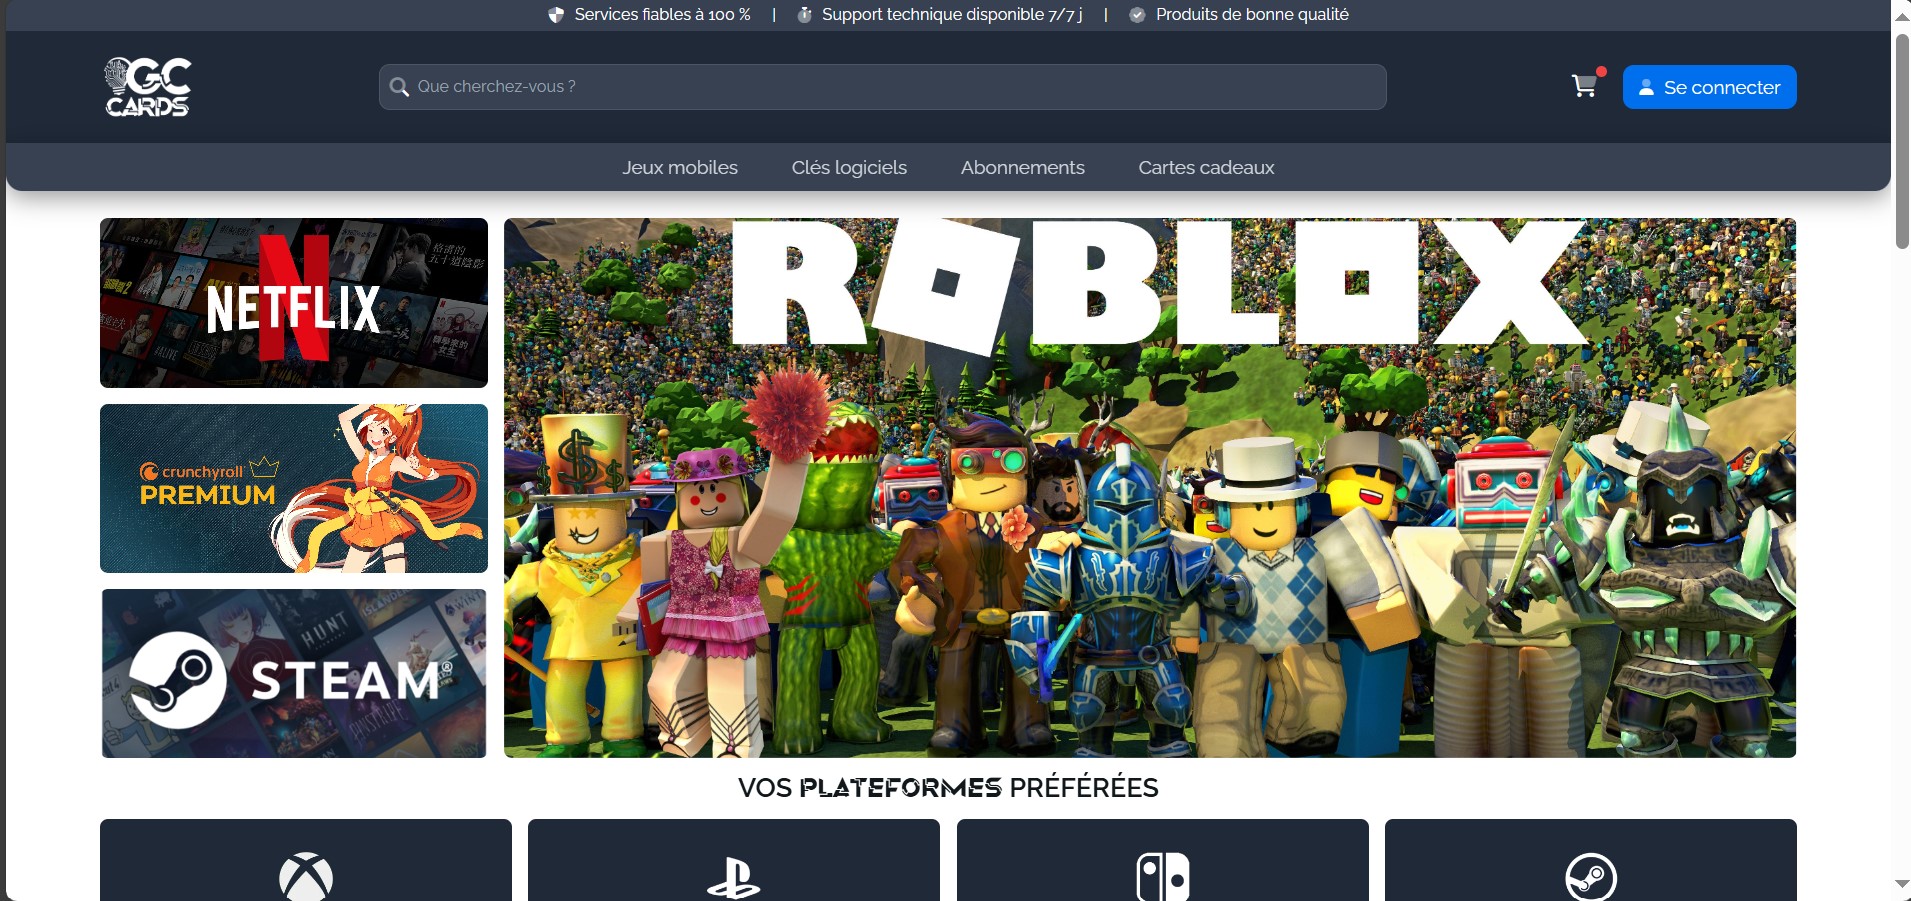 Services fiables à 100 % | Support technique disponible 7/7 j | Produits de bonne qualité
GC
CARDS
Que cherchez-vous ?
Se connecter
Jeux mobiles
Clés logiciels
Abonnements
Cartes cadeaux
NETFLIX
ROBLOX
crunchyroll
PREMIUM
HUNT
STEAM®
VOS PLATEFORMES PRÉFÉRÉES